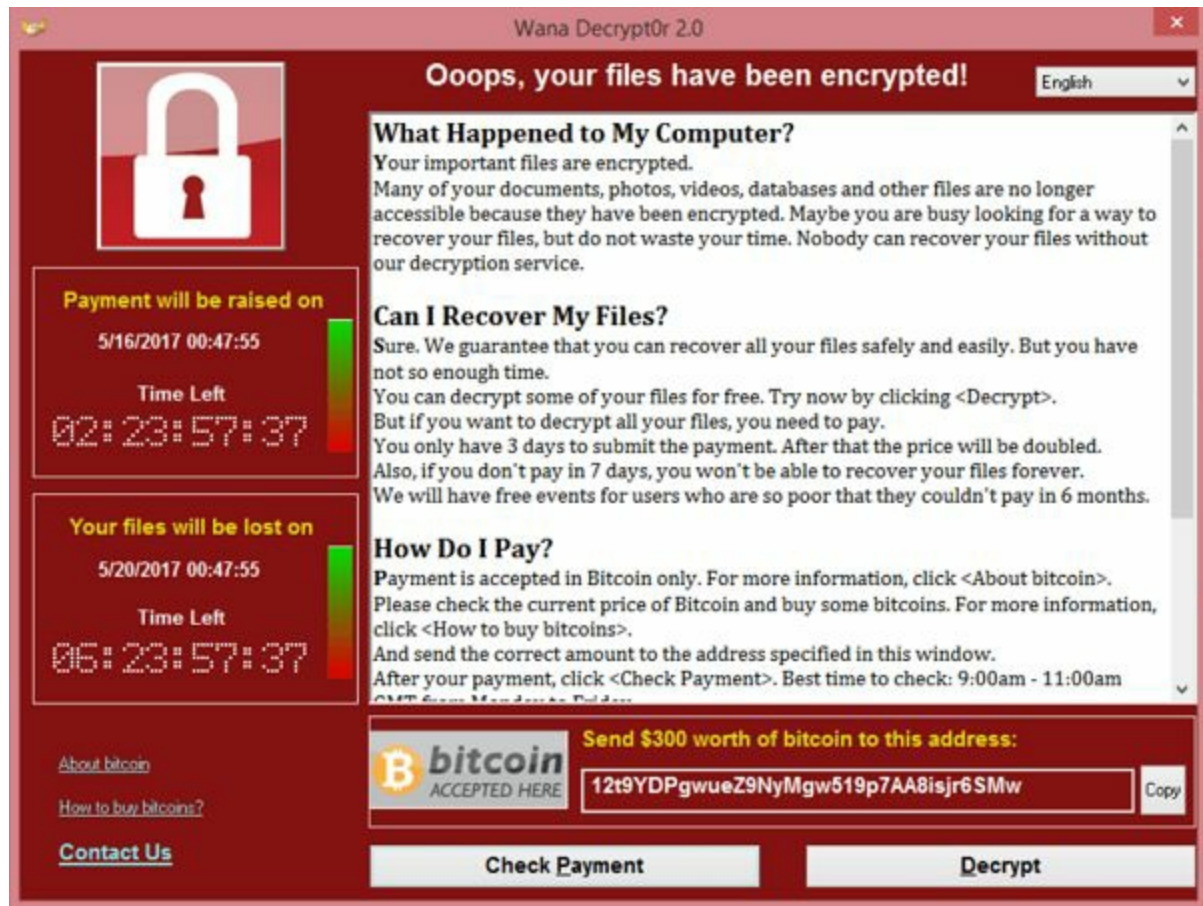 Wana Decrypt0r 2.0
Ooops, your files have been encrypted!
English
Payment will be raised on
5/16/2017 00:47:55
Time Left
02:23:57:37
Your files will be lost on
5/20/2017 00:47:55
Time Left
06:23:57:37
About bitcoin
How to buy bitcoins?
Contact Us
What Happened to My Computer?
Your important files are encrypted.
Many of your documents, photos, videos, databases and other files are no longer
accessible because they have been encrypted. Maybe you are busy looking for a way to
recover your files, but do not waste your time. Nobody can recover your files without
our decryption service.
Can I Recover My Files?
Sure. We guarantee that you can recover all your files safely and easily. But you have
not so enough time.
You can decrypt some of your files for free. Try now by clicking <Decrypt>.
But if you want to decrypt all your files, you need to pay.
You only have 3 days to submit the payment. After that the price will be doubled.
Also, if you don't pay in 7 days, you won't be able to recover your files forever.
We will have free events for users who are so poor that they couldn't pay in 6 months.
How Do I Pay?
Payment is accepted in Bitcoin only. For more information, click <About bitcoin>.
Please check the current price of Bitcoin and buy some bitcoins. For more information,
click <How to buy bitcoins>.
And send the correct amount to the address specified in this window.
After your payment, click <Check Payment>. Best time to check: 9:00am - 11:00am
GMT from Monday to Friday.
bitcoin
ACCEPTED HERE
Send $300 worth of bitcoin to this address:
12t9YDPgwueZ9NyMgw519p7AA8isjr6SMw
Copy
Check Payment
Decrypt